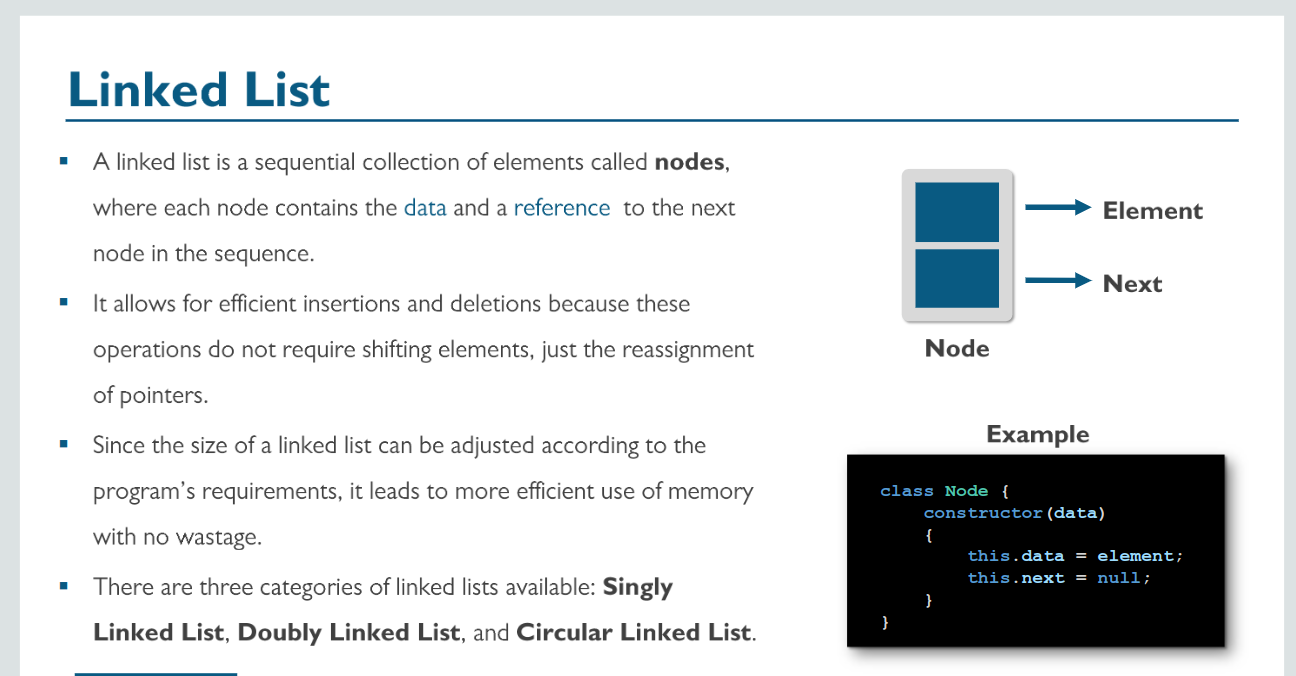 Linked List
▪ A linked list is a sequential collection of elements called nodes,
where each node contains the data and a reference to the next
node in the sequence.
▪ It allows for efficient insertions and deletions because these
operations do not require shifting elements, just the reassignment
of pointers.
▪ Since the size of a linked list can be adjusted according to the
program’s requirements, it leads to more efficient use of memory
with no wastage.
▪ There are three categories of linked lists available: Singly
Linked List, Doubly Linked List, and Circular Linked List.
Element
Next
Node
Example
class Node {
    constructor(data)
    {
        this.data = element;
        this.next = null;
    }
}